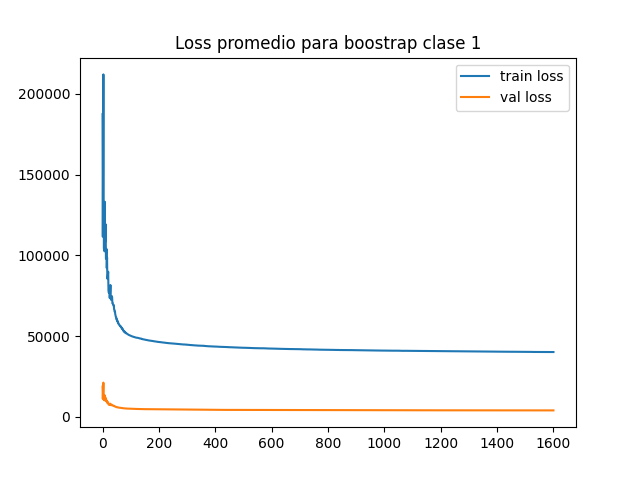 Loss promedio para boostrap clase 1
train loss
val loss
200000
150000
100000
50000
0
0 200 400 600 800 1000 1200 1400 1600